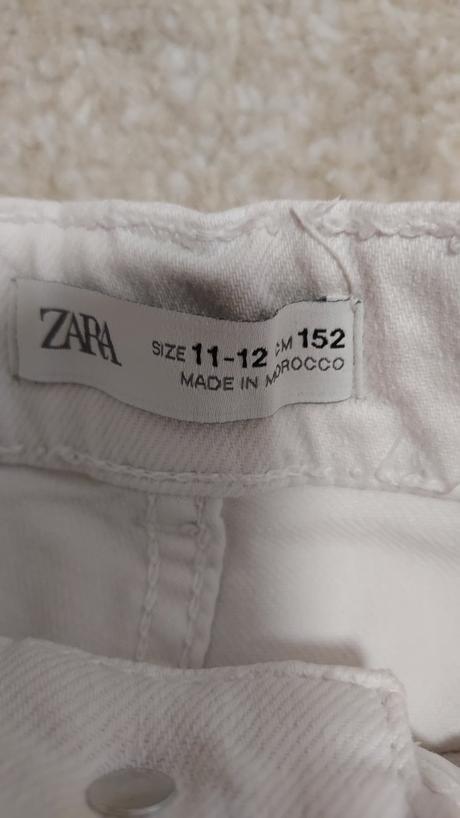 ZARA
SIZE 11-12 CM 152
MADE IN MOROCCO